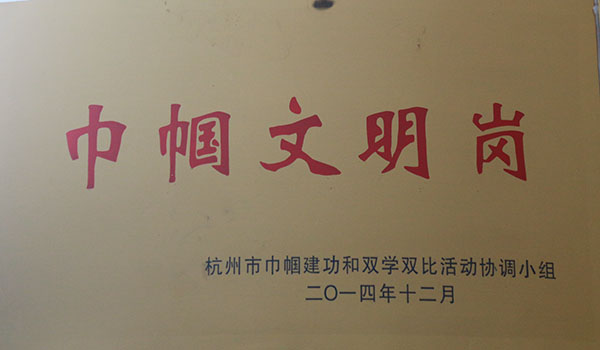 巾帼文明岗
杭州市巾帼建功和双学双比活动协调小组
二〇一四年十二月